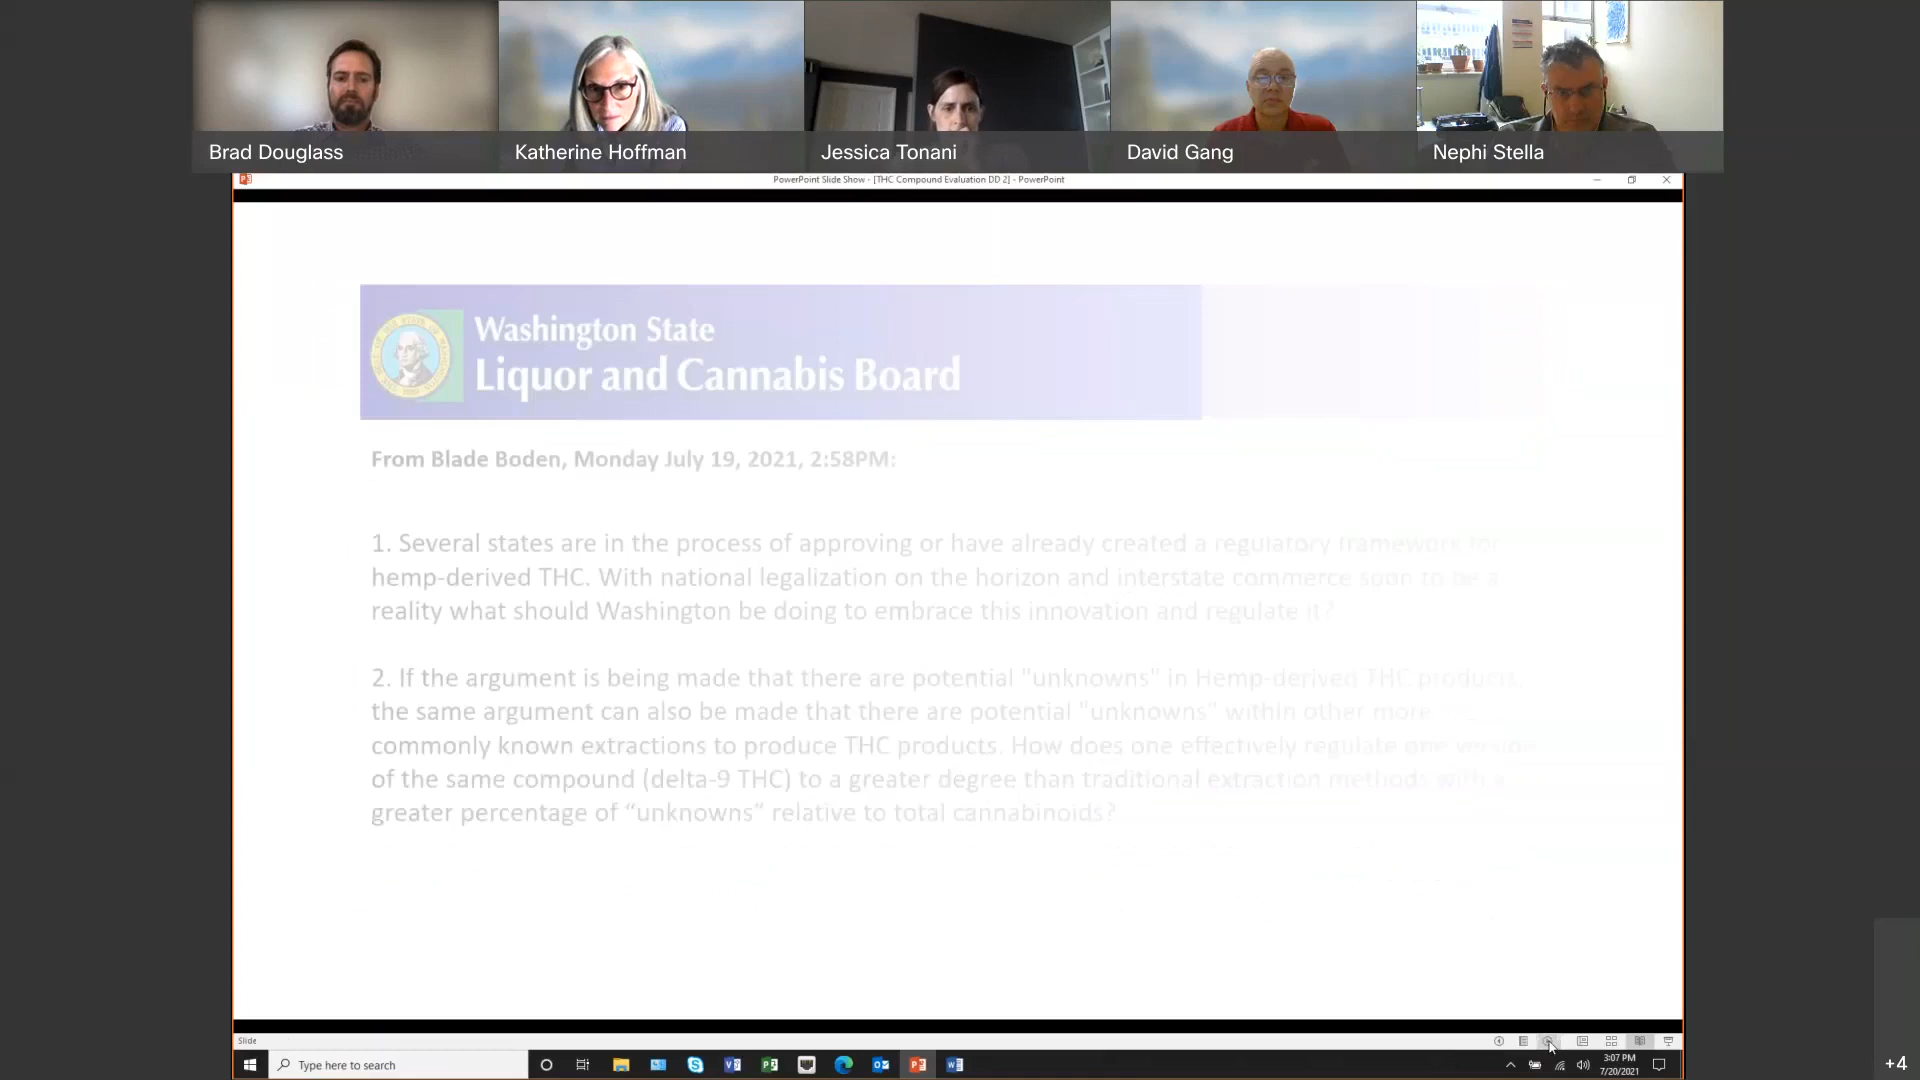 Brad Douglass
Katherine Hoffman
Jessica Tonani
David Gang
Nephi Stella
PowerPoint Slide Show - [THC Compound Evaluation DD 2] - PowerPoint
Washington State
Liquor and Cannabis Board
From Blade Boden, Monday July 19, 2021, 2:58PM:
1. Several states are in the process of approving or have already created a regulatory framework for
hemp-derived THC. With national legalization on the horizon and interstate commerce soon to be a
reality what should Washington be doing to embrace this innovation and regulate it?
2. If the argument is being made that there are potential "unknowns" in Hemp-derived THC products,
the same argument can also be made that there are potential "unknowns" within other more
commonly known extractions to produce THC products. How does one effectively regulate one version
of the same compound (delta-9 THC) to a greater degree than traditional extraction methods with a
greater percentage of “unknowns” relative to total cannabinoids?
Slide
Type here to search
3:07 PM
7/20/2021
+4